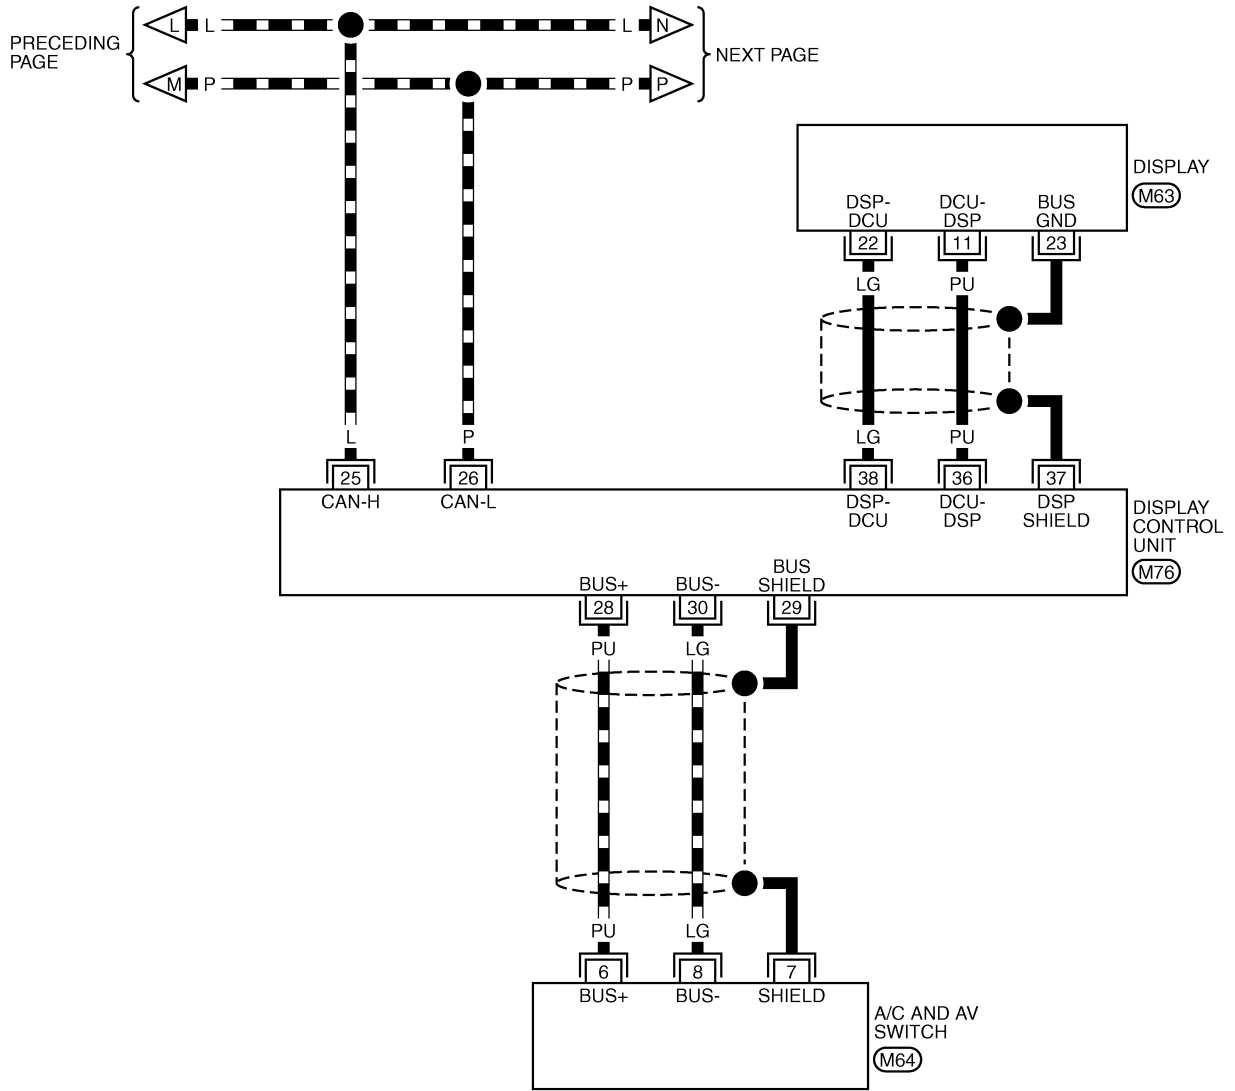 L L L N
PRECEDING
PAGE
NEXT PAGE
M P P P
DISPLAY
M63
DSP-
DCU
DCU-
DSP
BUS
GND
22 11 23
LG PU
L P LG PU
25 26 38 36 37
CAN-H CAN-L
DSP-
DCU
DCU-
DSP
DSP
SHIELD
DISPLAY
CONTROL
UNIT
M76
BUS+ BUS-
BUS
SHIELD
28 30 29
PU LG
PU LG
6 8 7
BUS+ BUS- SHIELD
A/C AND AV
SWITCH
M64